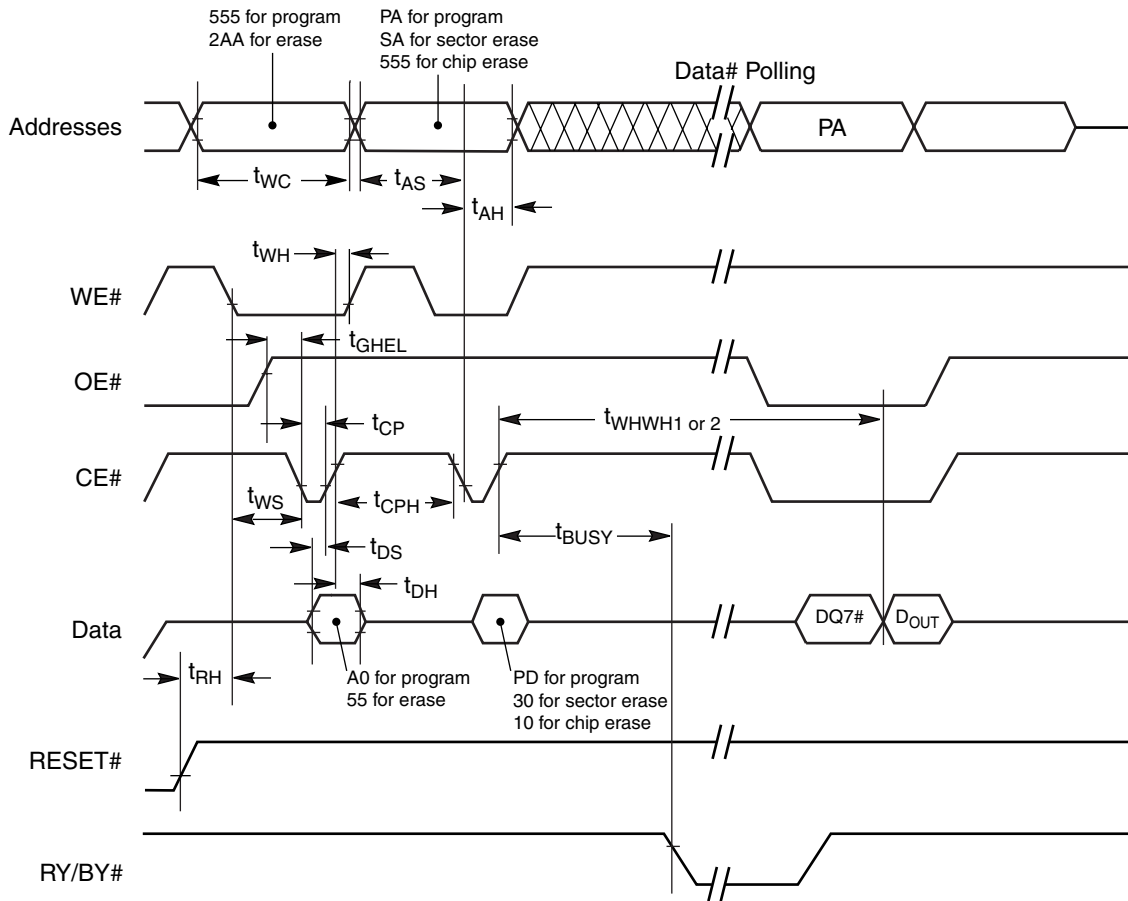 555 for program
2AA for erase
PA for program
SA for sector erase
555 for chip erase
Data# Polling
Addresses
PA
tWC
tAS
tAH
tWH
WE#
tGHEL
OE#
tWHWH1 or 2
tCP
CE#
tWS
tCPH
tBUSY
tDS
tDH
Data
DQ7#
DOUT
tRH
A0 for program
55 for erase
PD for program
30 for sector erase
10 for chip erase
RESET#
RY/BY#